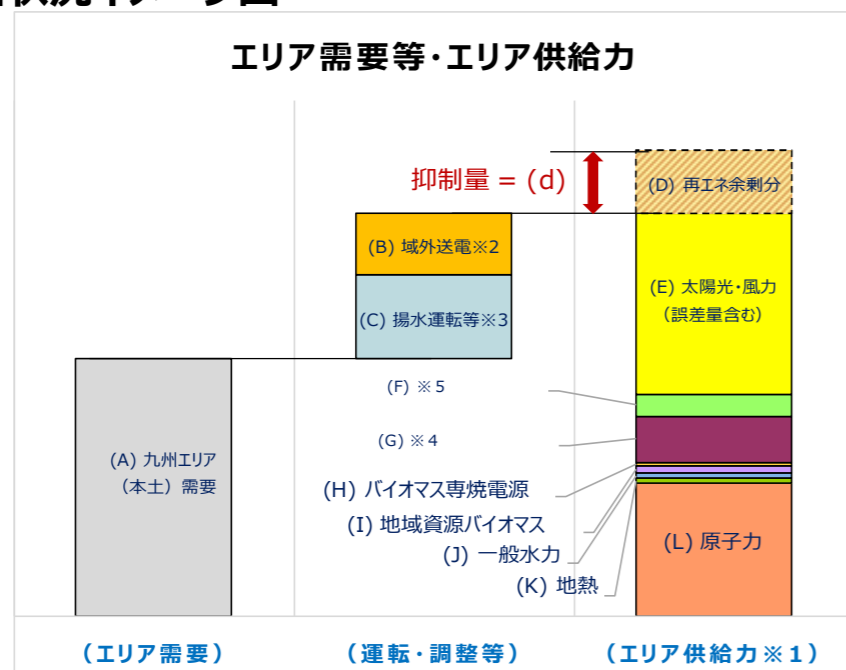 エリア需要等・エリア供給力
抑制量 = (d)
(D) 再エネ余剰分
(B) 域外送電※2
(C) 揚水運転等※3
(E) 太陽光・風力
（誤差量含む）
(F) ※５
(G) ※４
(A) 九州エリア
（本土）需要
(H) バイオマス専焼電源
(I) 地域資源バイオマス
(J) 一般水力
(K) 地熱
(L) 原子力
（エリア需要）
（運転・調整等）
（エリア供給力※１）